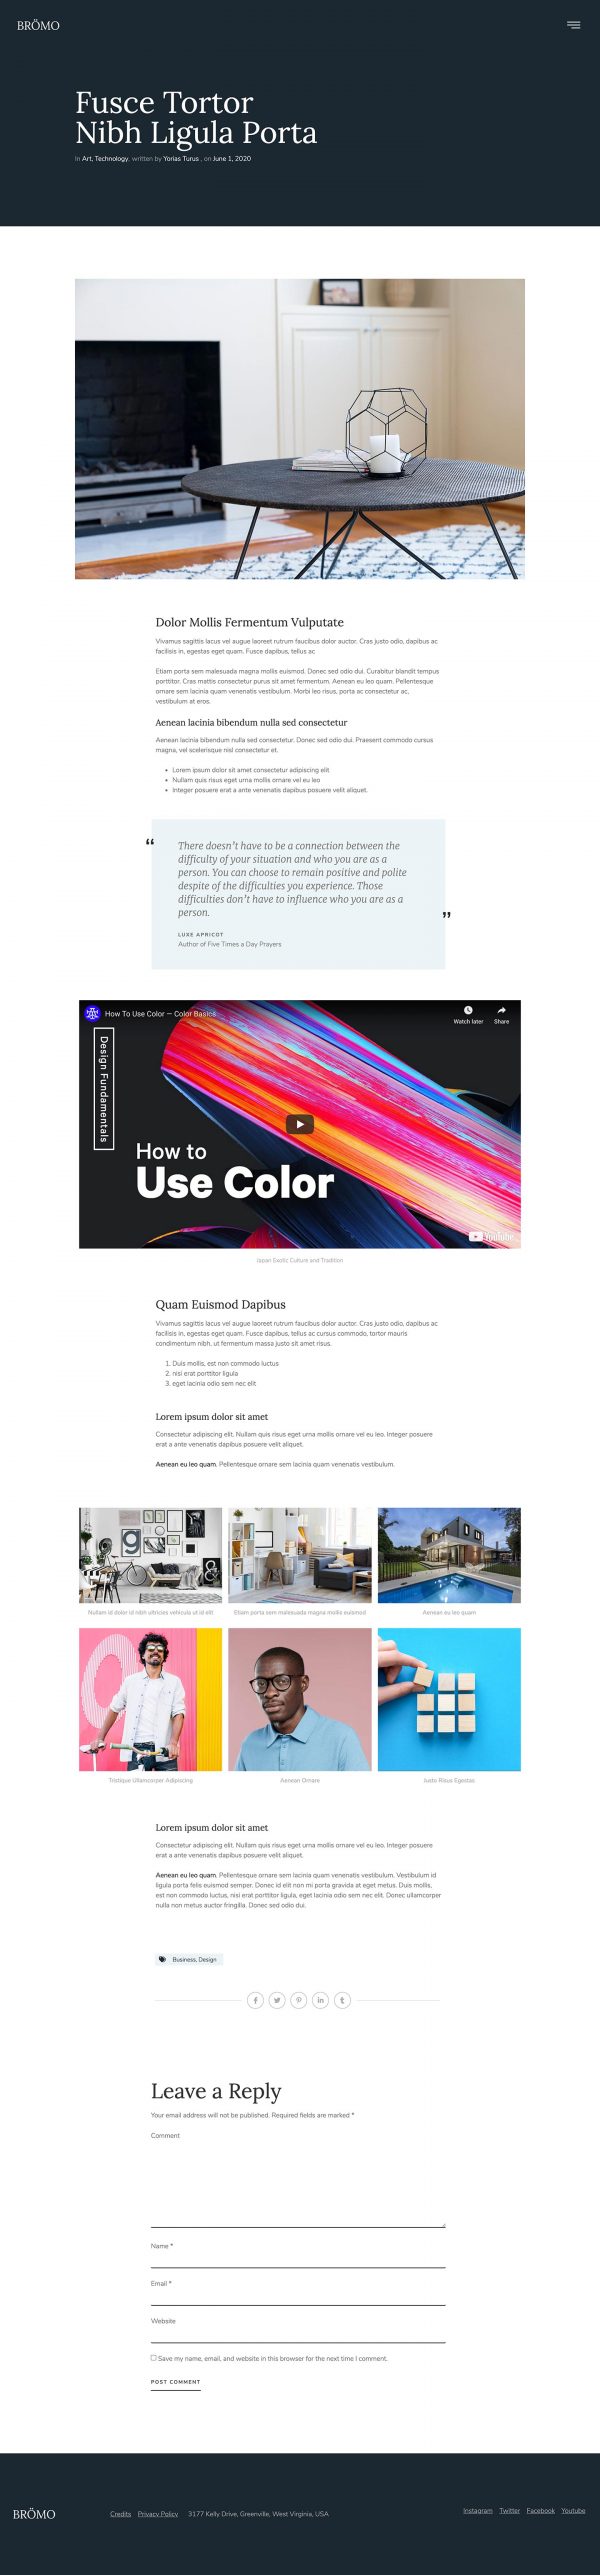 BRÖMO
Fusce Tortor
Nibh Ligula Porta
In Art, Technology, written by Yorias Turus , on June 1, 2020
Dolor Mollis Fermentum Vulputate
Vivamus sagittis lacus vel augue laoreet rutrum faucibus dolor auctor. Cras justo odio, dapibus ac
facilisis in, egestas eget quam. Fusce dapibus, tellus ac
Etiam porta sem malesuada magna mollis euismod. Donec sed odio dui. Curabitur blandit tempus
porttitor. Cras mattis consectetur purus sit amet fermentum. Aenean eu leo quam. Pellentesque
ornare sem lacinia quam venenatis vestibulum. Morbi leo risus, porta ac consectetur ac,
vestibulum at eros.
Aenean lacinia bibendum nulla sed consectetur
Aenean lacinia bibendum nulla sed consectetur. Donec sed odio dui. Praesent commodo cursus
magna, vel scelerisque nisl consectetur et.
• Lorem ipsum dolor sit amet consectetur adipiscing elit
• Nullam quis risus eget urna mollis ornare vel eu leo
• Integer posuere erat a ante venenatis dapibus posuere velit aliquet.
“
There doesn’t have to be a connection between the
difficulty of your situation and who you are as a
person. You can choose to remain positive and polite
despite of the difficulties you experience. Those
difficulties don’t have to influence who you are as a
person.
”
LUXE APRICOT
Author of Five Times a Day Prayers
How To Use Color — Color Basics
Watch later
Share
Design Fundamentals
How to
Use Color
YouTube
Japan Exotic Culture and Tradition
Quam Euismod Dapibus
Vivamus sagittis lacus vel augue laoreet rutrum faucibus dolor auctor. Cras justo odio, dapibus ac
facilisis in, egestas eget quam. Fusce dapibus, tellus ac cursus commodo, tortor mauris
condimentum nibh, ut fermentum massa justo sit amet risus.
1. Duis mollis, est non commodo luctus
2. nisi erat porttitor ligula
3. eget lacinia odio sem nec elit
Lorem ipsum dolor sit amet
Consectetur adipiscing elit. Nullam quis risus eget urna mollis ornare vel eu leo. Integer posuere
erat a ante venenatis dapibus posuere velit aliquet.
Aenean eu leo quam. Pellentesque ornare sem lacinia quam venenatis vestibulum.
g
&
Nullam id dolor id nibh ultricies vehicula ut id elit
Etiam porta sem malesuada magna mollis euismod
Aenean eu leo quam
Tristique Ullamcorper Adipiscing
Aenean Ornare
Justo Risus Egestas
Lorem ipsum dolor sit amet
Consectetur adipiscing elit. Nullam quis risus eget urna mollis ornare vel eu leo. Integer posuere
erat a ante venenatis dapibus posuere velit aliquet.
Aenean eu leo quam. Pellentesque ornare sem lacinia quam venenatis vestibulum. Vestibulum id
ligula porta felis euismod semper. Donec id elit non mi porta gravida at eget metus. Duis mollis,
est non commodo luctus, nisi erat porttitor ligula, eget lacinia odio sem nec elit. Donec ullamcorper
nulla non metus auctor fringilla. Donec sed odio dui.
Business, Design
Leave a Reply
Your email address will not be published. Required fields are marked *
Comment
Name *
Email *
Website
Save my name, email, and website in this browser for the next time I comment.
POST COMMENT
BRÖMO
Credits Privacy Policy 3177 Kelly Drive, Greenville, West Virginia, USA
Instagram Twitter Facebook Youtube